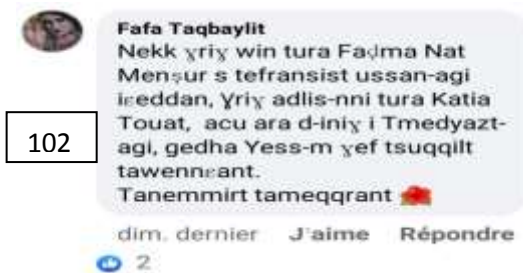 Fafa Taqbaylit
Nekk ɣriɣ win tura Faḍma Nat
Menṣur s tefransist ussan-agi
iɛeddan, Ɣriɣ adlis-nni tura Katia
Touat, acu ara d-iniɣ i Tmedyazt-
agi, gedha Yess-m ɣef tsuqqilt
tawennɛant.
Tanemmirt tameqqrant
102
dim. dernier J'aime Répondre
2